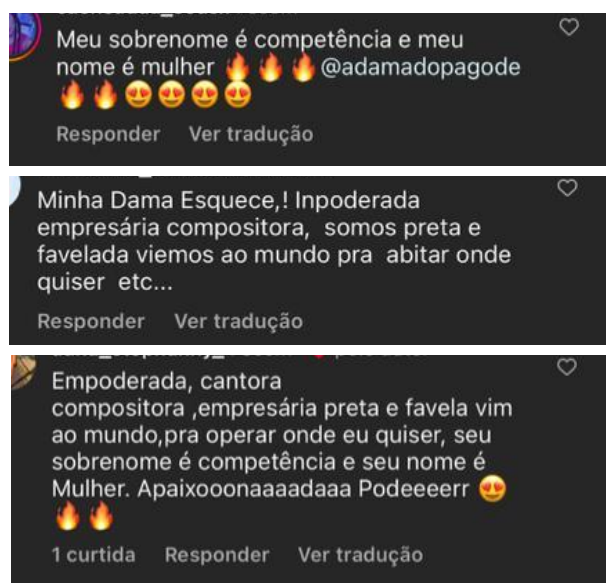 Meu sobrenome é competência e meu
nome é mulher 🔥🔥🔥@adamadopagode
🔥🔥😍😍😍😍
Responder Ver tradução
Minha Dama Esquece,! Inpoderada
empresária compositora, somos preta e
favelada viemos ao mundo pra abitar onde
quiser etc...
Responder Ver tradução
Empoderada, cantora
compositora ,empresária preta e favela vim
ao mundo,pra operar onde eu quiser, seu
sobrenome é competência e seu nome é
Mulher. Apaixooonaaaadaaa Podeeeerr 😍
🔥🔥
1 curtida Responder Ver tradução